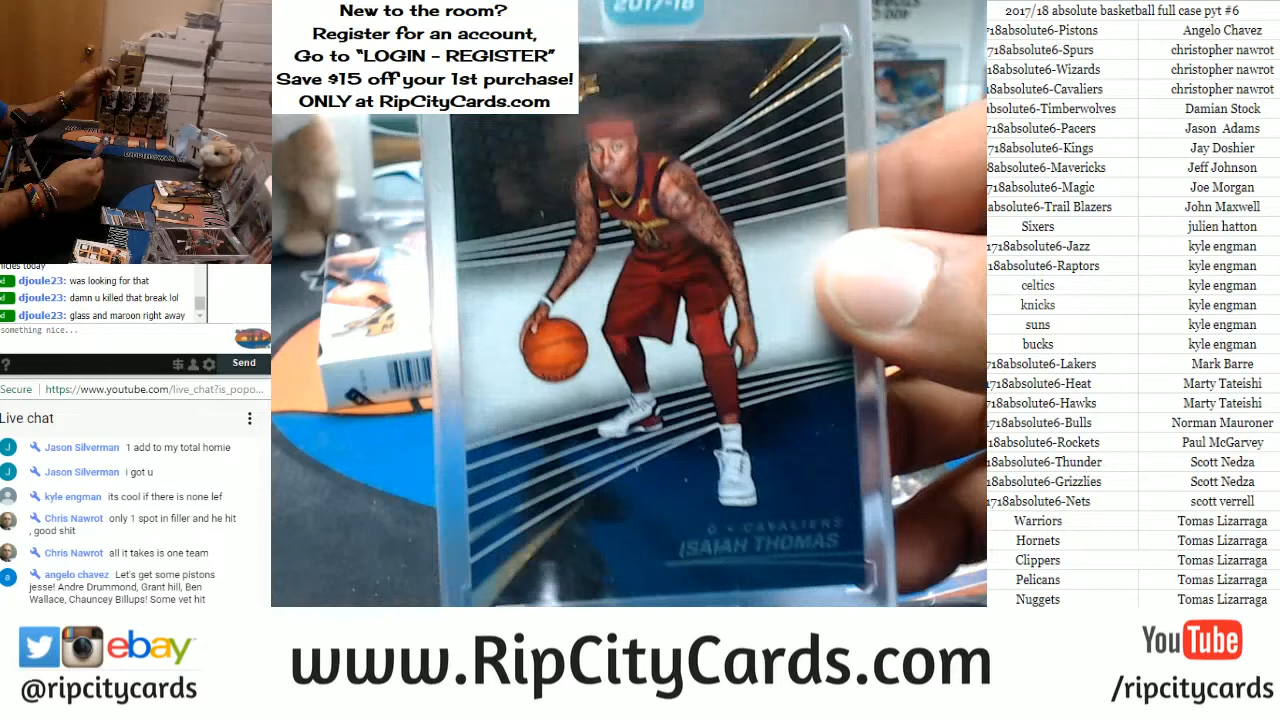 New to the room?
Register for an account,
Go to “LOGIN - REGISTER”
Save $15 off your 1st purchase!
ONLY at RipCityCards.com
2017-18
0 • CAVALIERS
ISAIAH THOMAS
2017/18 absolute basketball full case pyt #6
718absolute6-Pistons Angelo Chavez
718absolute6-Spurs christopher nawrot
718absolute6-Wizards christopher nawrot
718absolute6-Cavaliers christopher nawrot
absolute6-Timberwolves Damian Stock
718absolute6-Pacers Jason Adams
718absolute6-Kings Jay Doshier
18absolute6-Mavericks Jeff Johnson
718absolute6-Magic Joe Morgan
absolute6-Trail Blazers John Maxwell
Sixers julien hatton
718absolute6-Jazz kyle engman
718absolute6-Raptors kyle engman
celtics kyle engman
knicks kyle engman
suns kyle engman
bucks kyle engman
718absolute6-Lakers Mark Barre
718absolute6-Heat Marty Tateishi
718absolute6-Hawks Marty Tateishi
1718absolute6-Bulls Norman Mauroner
718absolute6-Rockets Paul McGarvey
18absolute6-Thunder Scott Nedza
718absolute6-Grizzlies Scott Nedza
1718absolute6-Nets scott verrell
Warriors Tomas Lizarraga
Hornets Tomas Lizarraga
Clippers Tomas Lizarraga
Pelicans Tomas Lizarraga
Nuggets Tomas Lizarraga
nicies today
djoule23: was looking for that
djoule23: damn u killed that break lol
djoule23: glass and maroon right away
something nice...
? Send
Secure https://www.youtube.com/live_chat?is_popo...
Live chat
J Jason Silverman 1 add to my total homie
J Jason Silverman i got u
kyle engman its cool if there is none lef
Chris Nawrot only 1 spot in filler and he hit
, good shit
Chris Nawrot all it takes is one team
a angelo chavez Let's get some pistons
jesse! Andre Drummond, Grant hill, Ben
Wallace, Chauncey Billups! Some vet hit
ebay
@ripcitycards
www.RipCityCards.com
YouTube
/ripcitycards